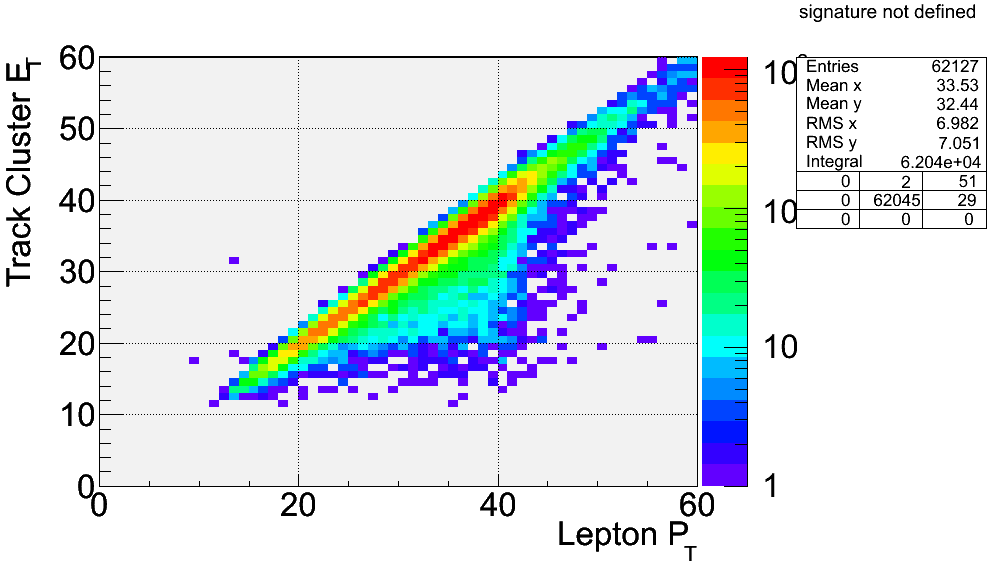 signature not defined
Entries 62127
Mean x 33.53
Mean y 32.44
RMS x 6.982
RMS y 7.051
Integral 6.204e+04
0 2 51
0 62045 29
0 0 0
Track Cluster E_T
60
50
40
30
20
10
0
0 20 40 60
Lepton P_T
10
10
10
1